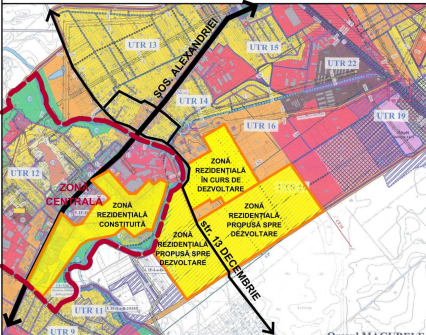 UTR 13
SOS. ALEXANDRIEI
UTR 15
UTR 22
UTR 14
UTR 19
UTR 16
UTR 12
ZONĂ
CENTRALĂ
ZONĂ
REZIDENȚIALĂ
CONSTITUITĂ
ZONĂ
REZIDENȚIALĂ
ÎN CURS DE
DEZVOLTARE
ZONĂ
REZIDENȚIALĂ
PROPUSĂ SPRE
DEZVOLTARE
ZONĂ
REZIDENȚIALĂ
PROPUSĂ SPRE
DEZVOLTARE
str. 13 DECEMBRIE
UTR 11
UTR 9